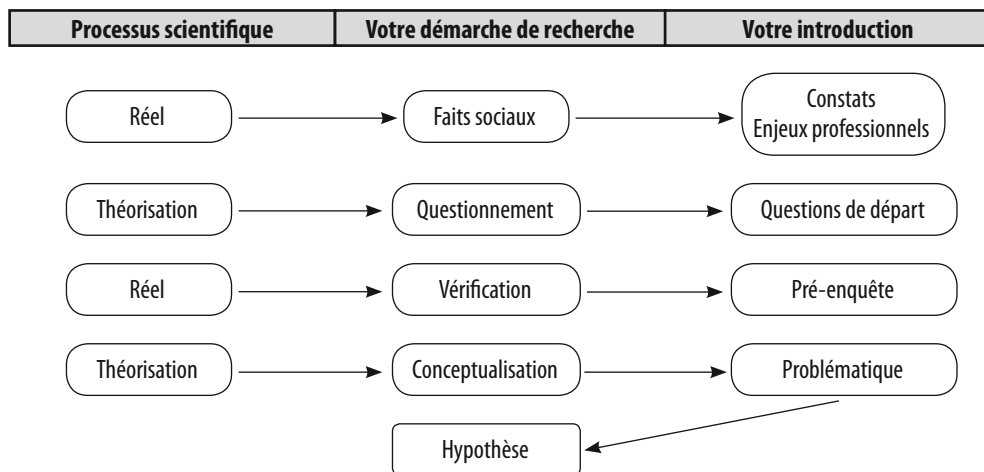 Processus scientifique
Votre démarche de recherche
Votre introduction
Réel
Faits sociaux
Constats
Enjeux professionnels
Théorisation
Questionnement
Questions de départ
Réel
Vérification
Pré-enquête
Théorisation
Conceptualisation
Problématique
Hypothèse